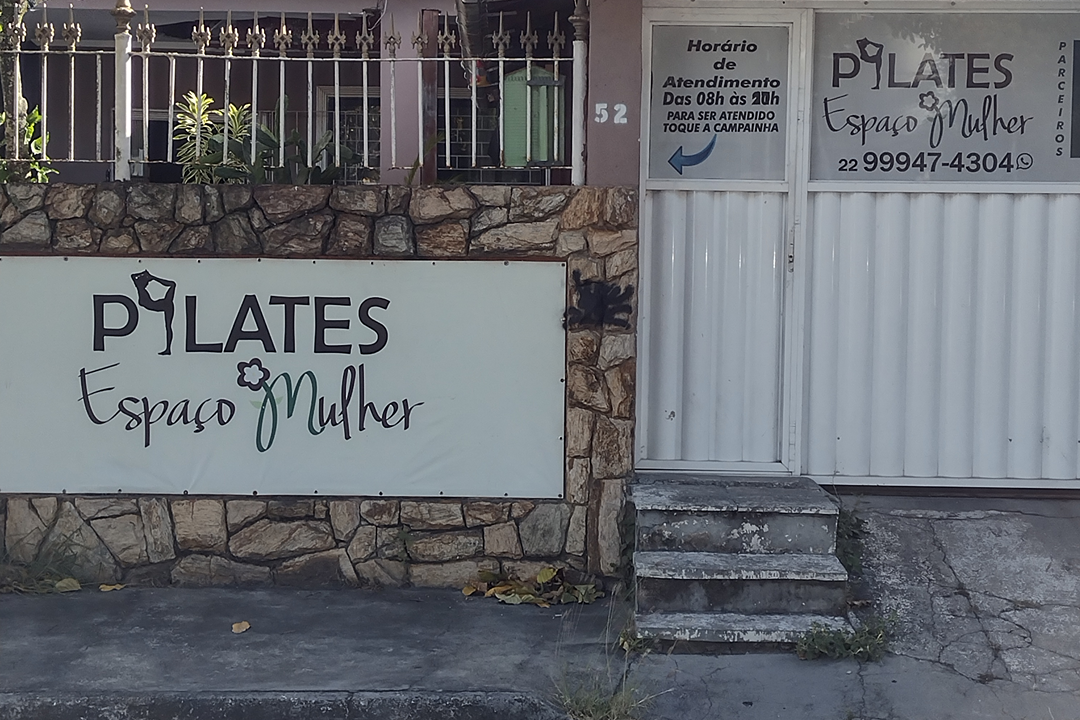 Horário
de
Atendimento
Das 08h às
PARA SER ATENDIDO
TOQUE A CAMPAINHA
52
PILATES
Espaço Mulher
22 99947-4304
PARCEIROS
PILATES
Espaço Mulher